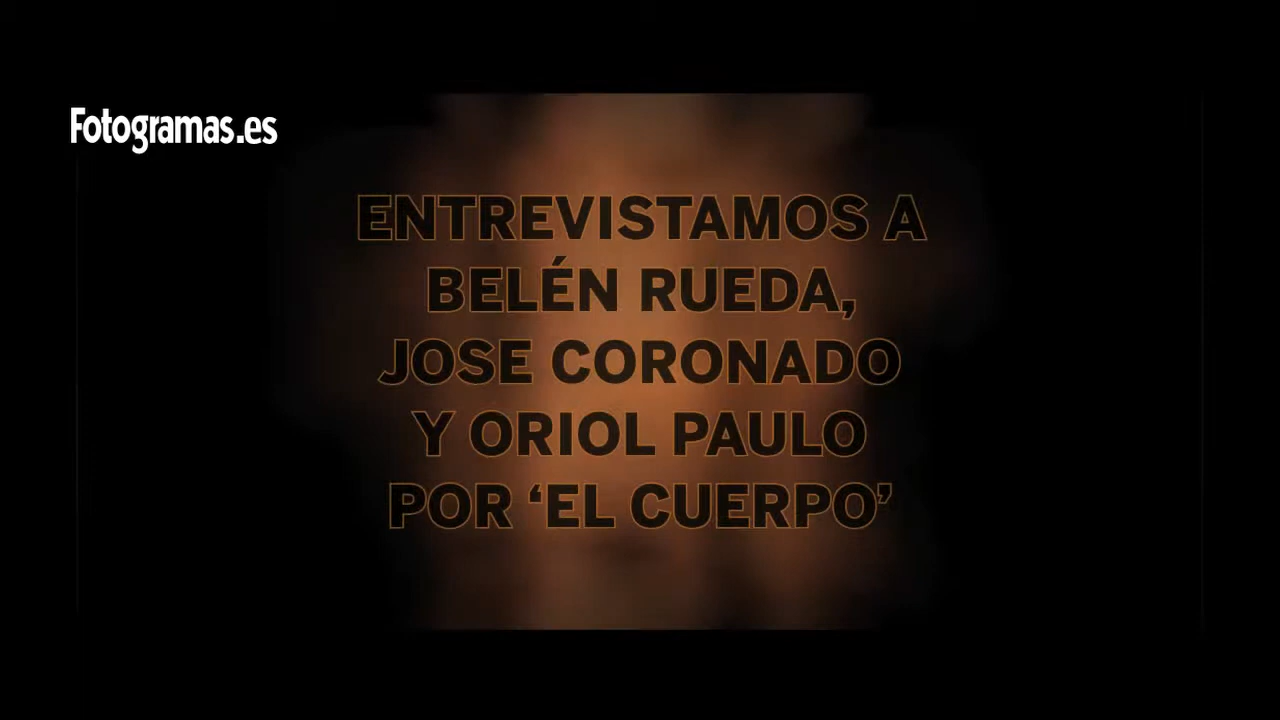 Fotogramas.es
ENTREVISTAMOS A
BELÉN RUEDA,
JOSE CORONADO
Y ORIOL PAULO
POR ‘EL CUERPO’